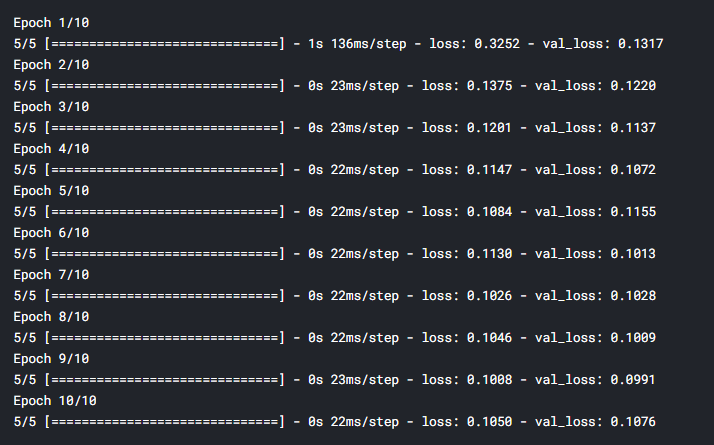 Epoch 1/10
5/5 [==============================] - 1s 136ms/step - loss: 0.3252 - val_loss: 0.1317
Epoch 2/10
5/5 [==============================] - 0s 23ms/step - loss: 0.1375 - val_loss: 0.1220
Epoch 3/10
5/5 [==============================] - 0s 23ms/step - loss: 0.1201 - val_loss: 0.1137
Epoch 4/10
5/5 [==============================] - 0s 22ms/step - loss: 0.1147 - val_loss: 0.1072
Epoch 5/10
5/5 [==============================] - 0s 22ms/step - loss: 0.1084 - val_loss: 0.1155
Epoch 6/10
5/5 [==============================] - 0s 22ms/step - loss: 0.1130 - val_loss: 0.1013
Epoch 7/10
5/5 [==============================] - 0s 22ms/step - loss: 0.1026 - val_loss: 0.1028
Epoch 8/10
5/5 [==============================] - 0s 22ms/step - loss: 0.1046 - val_loss: 0.1009
Epoch 9/10
5/5 [==============================] - 0s 23ms/step - loss: 0.1008 - val_loss: 0.0991
Epoch 10/10
5/5 [==============================] - 0s 22ms/step - loss: 0.1050 - val_loss: 0.1076